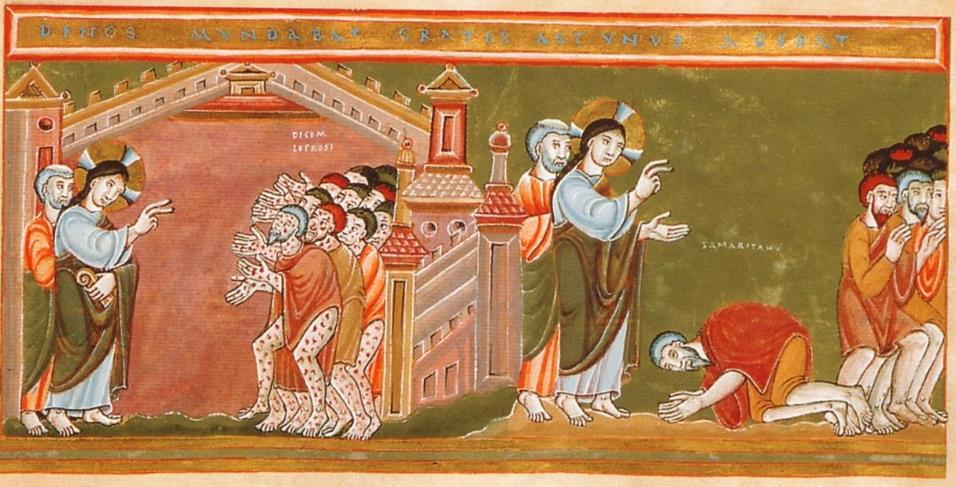 DENOS MVNDABAT GRATES AST VNVS AGEBAT
DECEM
LEPROSI
SAMARITANVS